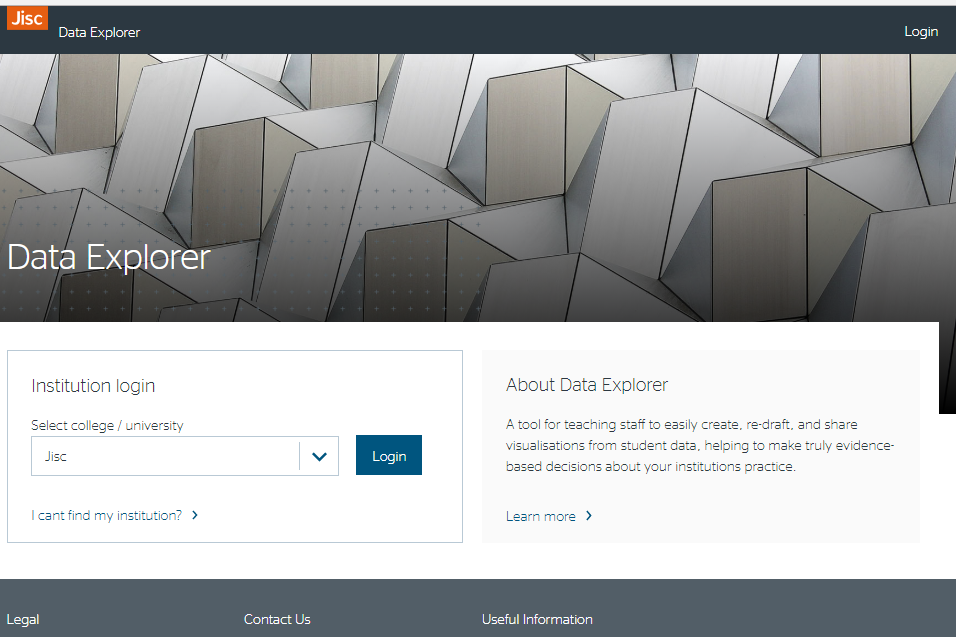 Jisc
Data Explorer
Login
Data Explorer
Institution login
Select college / university
Jisc
Login
I cant find my institution?
About Data Explorer
A tool for teaching staff to easily create, re-draft, and share
visualisations from student data, helping to make truly evidence-
based decisions about your institutions practice.
Learn more
Legal
Contact Us
Useful Information